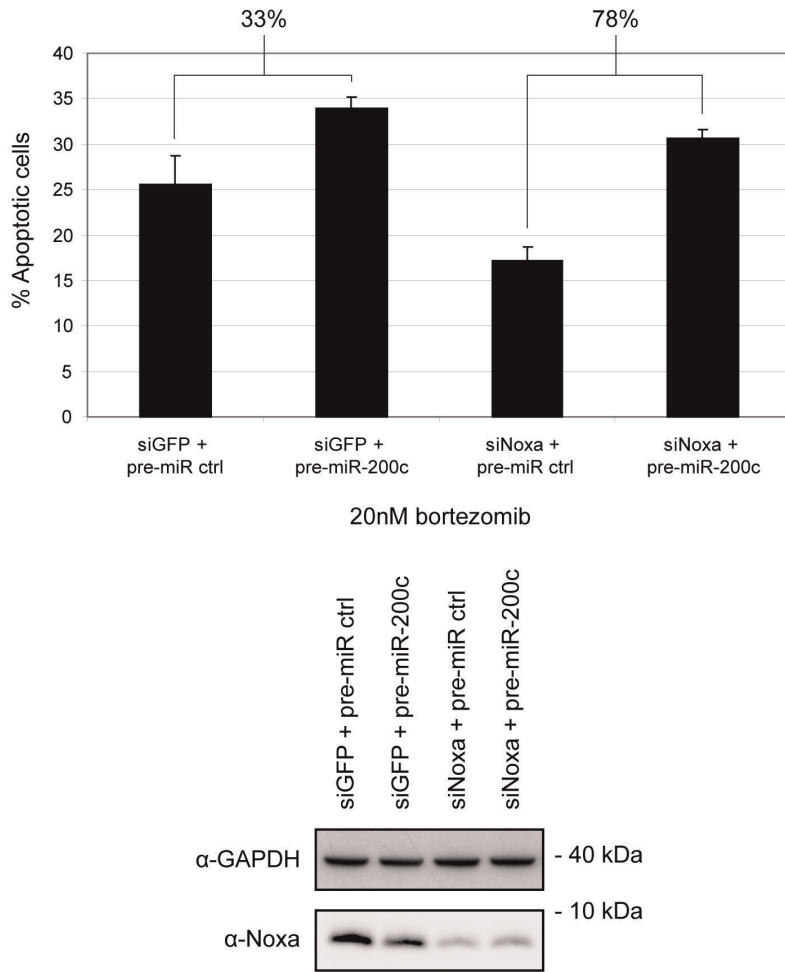 33%
78%
% Apoptotic cells
40
35
30
25
20
15
10
5
0
siGFP +
pre-miR ctrl
siGFP +
pre-miR-200c
siNoxa +
pre-miR ctrl
siNoxa +
pre-miR-200c
20nM bortezomib
siGFP + pre-miR ctrl
siGFP + pre-miR-200c
siNoxa + pre-miR ctrl
siNoxa + pre-miR-200c
α-GAPDH
- 40 kDa
- 10 kDa
α-Noxa